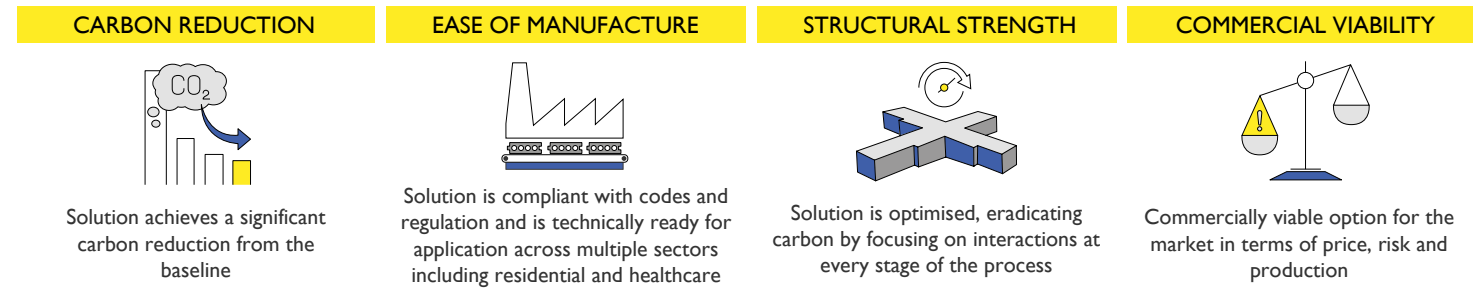 CARBON REDUCTION
CO2
Solution achieves a significant
carbon reduction from the
baseline
EASE OF MANUFACTURE
Solution is compliant with codes and
regulation and is technically ready for
application across multiple sectors
including residential and healthcare
STRUCTURAL STRENGTH
Solution is optimised, eradicating
carbon by focusing on interactions at
every stage of the process
COMMERCIAL VIABILITY
!
Commercially viable option for the
market in terms of price, risk and
production